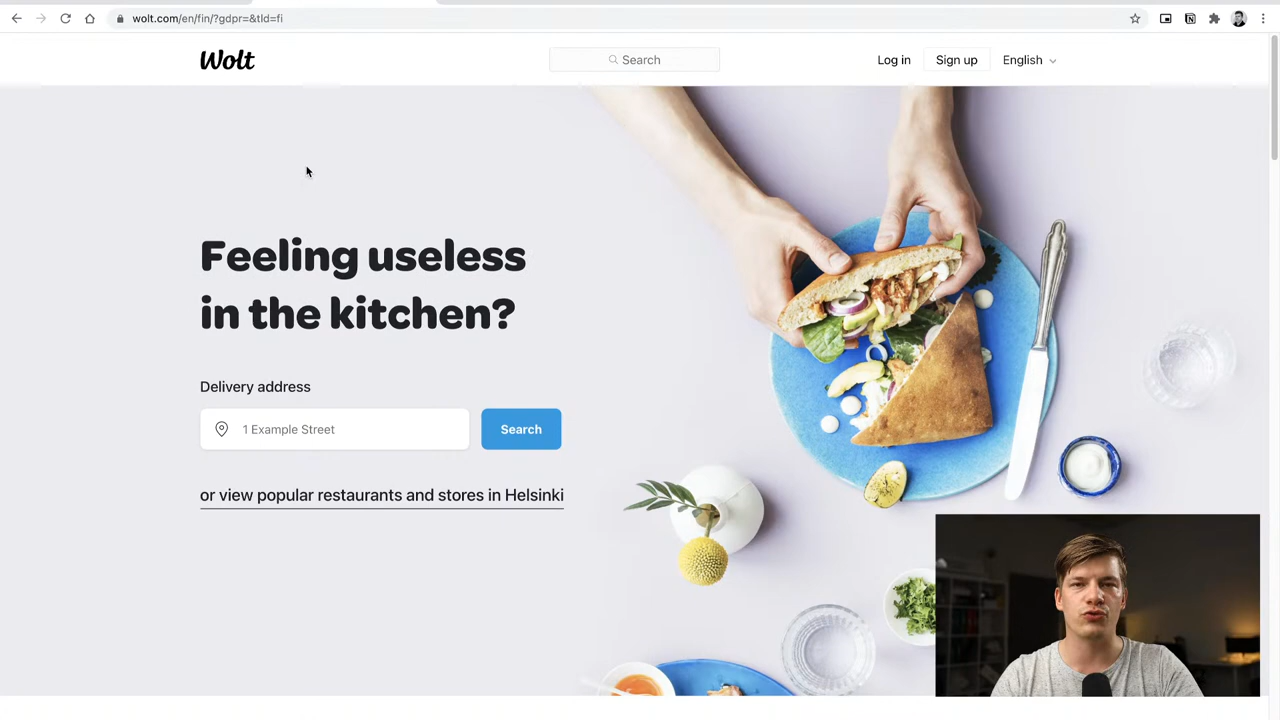 wolt.com/en/fin/?gdpr=&tld=fi
Wolt
Search
Log in
Sign up
English
Feeling useless
in the kitchen?
Delivery address
1 Example Street
Search
or view popular restaurants and stores in Helsinki